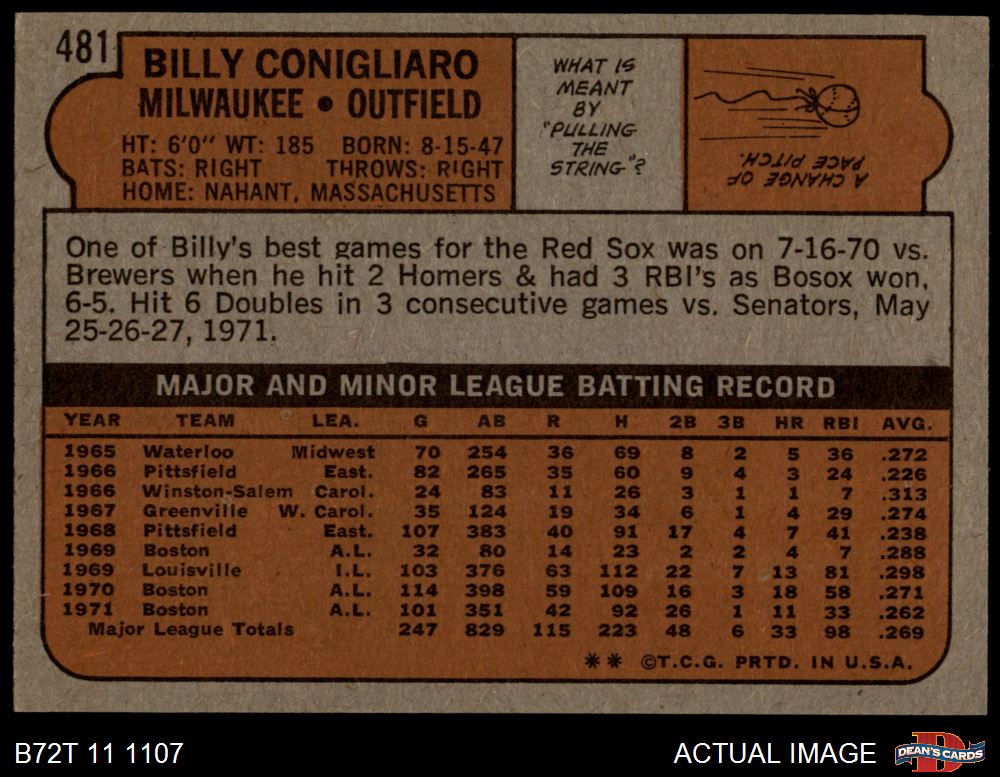 481
BILLY CONIGLIARO
MILWAUKEE • OUTFIELD
HT: 6'0" WT: 185 BORN: 8-15-47
BATS: RIGHT THROWS: RIGHT
HOME: NAHANT, MASSACHUSETTS
WHAT IS
MEANT
BY
"PULLING
THE
STRING"?
A CHANGE OF
PACE PITCH.
One of Billy's best games for the Red Sox was on 7-16-70 vs.
Brewers when he hit 2 Homers & had 3 RBI's as Bosox won,
6-5. Hit 6 Doubles in 3 consecutive games vs. Senators, May
25-26-27, 1971.
MAJOR AND MINOR LEAGUE BATTING RECORD
YEAR TEAM LEA. G AB R H 2B 3B HR RBI AVG.
1965 Waterloo Midwest 70 254 36 69 8 2 5 36 .272
1966 Pittsfield East. 82 265 35 60 9 4 3 24 .226
1966 Winston-Salem Carol. 24 83 11 26 3 1 1 7 .313
1967 Greenville W. Carol. 35 124 19 34 6 1 4 29 .274
1968 Pittsfield East. 107 383 40 91 17 4 7 41 .238
1969 Boston A.L. 32 80 14 23 2 2 4 7 .288
1969 Louisville I.L. 103 376 63 112 22 7 13 81 .298
1970 Boston A.L. 114 398 59 109 16 3 18 58 .271
1971 Boston A.L. 101 351 42 92 26 1 11 33 .262
Major League Totals 247 829 115 223 48 6 33 98 .269
** ©T.C.G. PRTD. IN U.S.A.
B72T 11 1107
ACTUAL IMAGE
DEAN'S CARDS